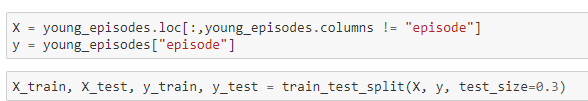 X = young_episodes.loc[:,young_episodes.columns != "episode"]
y = young_episodes["episode"]
X_train, X_test, y_train, y_test = train_test_split(X, y, test_size=0.3)